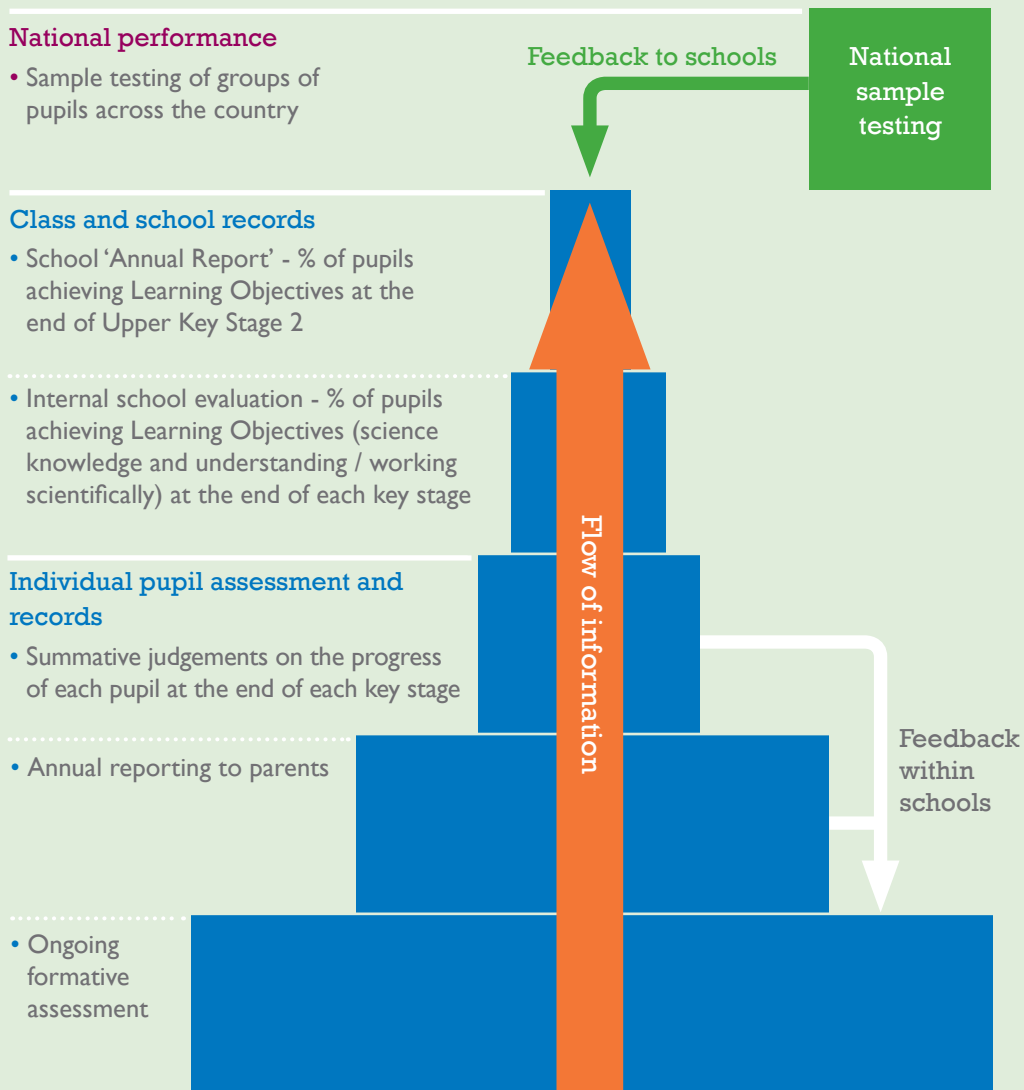 National performance
• Sample testing of groups of
pupils across the country
Feedback to schools
National
sample
testing
Class and school records
• School ‘Annual Report’ - % of pupils
achieving Learning Objectives at the
end of Upper Key Stage 2
• Internal school evaluation - % of pupils
achieving Learning Objectives (science
knowledge and understanding / working
scientifically) at the end of each key stage
Individual pupil assessment and
records
• Summative judgements on the progress
of each pupil at the end of each key stage
• Annual reporting to parents
• Ongoing
formative
assessment
Flow of information
Feedback
within
schools